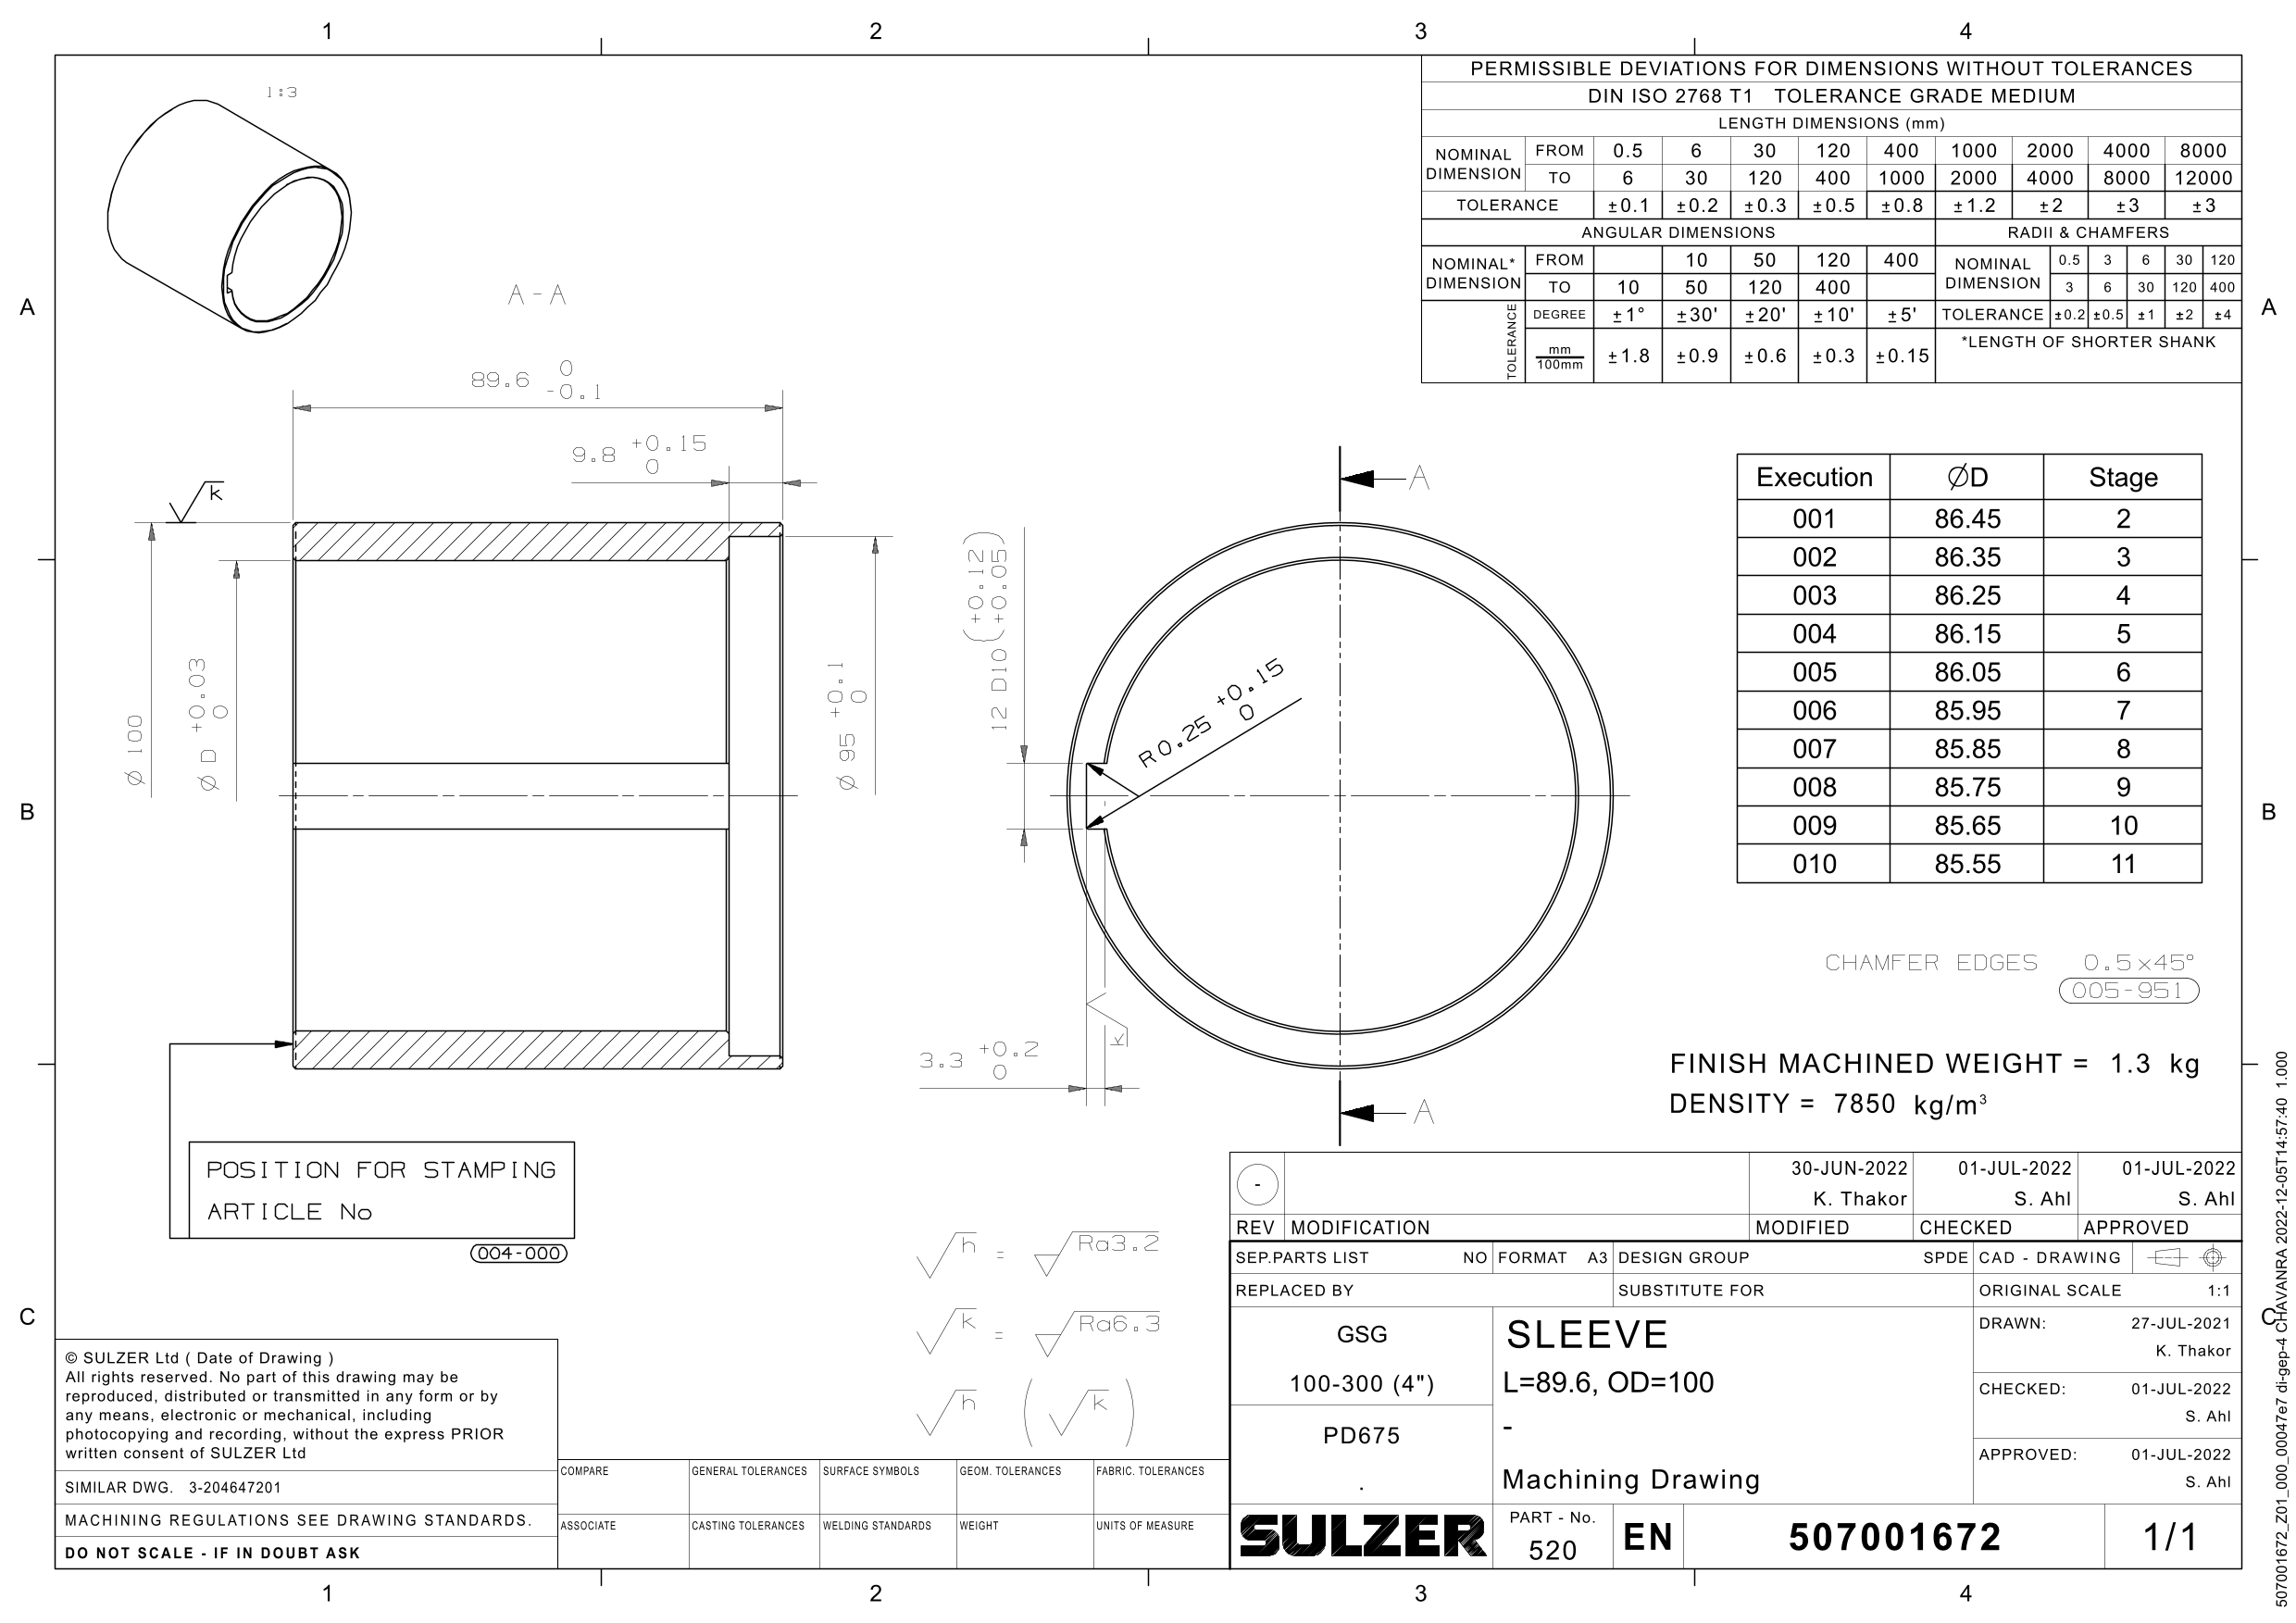 1 2 3 4
1:3
PERMISSIBLE DEVIATIONS FOR DIMENSIONS WITHOUT TOLERANCES
DIN ISO 2768 T1 TOLERANCE GRADE MEDIUM
LENGTH DIMENSIONS (mm)
NOMINAL DIMENSION FROM 0.5 6 30 120 400 1000 2000 4000 8000
TO 6 30 120 400 1000 2000 4000 8000 12000
TOLERANCE ±0.1 ±0.2 ±0.3 ±0.5 ±0.8 ±1.2 ±2 ±3 ±3
ANGULAR DIMENSIONS RADII & CHAMFERS
NOMINAL* DIMENSION FROM 10 50 120 400 NOMINAL DIMENSION 0.5 3 6 30 120
TO 10 50 120 400 3 6 30 120 400
TOLERANCE DEGREE ±1° ±30' ±20' ±10' ±5' TOLERANCE ±0.2 ±0.5 ±1 ±2 ±4
mm/100mm ±1.8 ±0.9 ±0.6 ±0.3 ±0.15 *LENGTH OF SHORTER SHANK
A A
A-A
89.6 0 -0.1
9.8 +0.15 0
k
Ø 100
Ø D +0.03 0
Ø 95 +0.1 0
12 D10 (+0.12 +0.05)
R0.25 +0.15 0
3.3 +0.2 0
k
A
A
Execution ØD Stage
001 86.45 2
002 86.35 3
003 86.25 4
004 86.15 5
005 86.05 6
006 85.95 7
007 85.85 8
008 85.75 9
009 85.65 10
010 85.55 11
B B
CHAMFER EDGES 0.5x45°
005-951
FINISH MACHINED WEIGHT = 1.3 kg
DENSITY = 7850 kg/m³
POSITION FOR STAMPING
ARTICLE No
004-000
h = Ra3.2
k = Ra6.3
h ( k )
C C
© SULZER Ltd ( Date of Drawing )
All rights reserved. No part of this drawing may be
reproduced, distributed or transmitted in any form or by
any means, electronic or mechanical, including
photocopying and recording, without the express PRIOR
written consent of SULZER Ltd
SIMILAR DWG. 3-204647201
MACHINING REGULATIONS SEE DRAWING STANDARDS.
DO NOT SCALE - IF IN DOUBT ASK
COMPARE GENERAL TOLERANCES SURFACE SYMBOLS GEOM. TOLERANCES FABRIC. TOLERANCES
ASSOCIATE CASTING TOLERANCES WELDING STANDARDS WEIGHT UNITS OF MEASURE
- 30-JUN-2022 01-JUL-2022 01-JUL-2022
K. Thakor S. Ahl S. Ahl
REV MODIFICATION MODIFIED CHECKED APPROVED
SEP.PARTS LIST NO FORMAT A3 DESIGN GROUP SPDE CAD - DRAWING
REPLACED BY SUBSTITUTE FOR ORIGINAL SCALE 1:1
GSG
100-300 (4")
PD675
.
SLEEVE
L=89.6, OD=100
-
Machining Drawing
DRAWN: 27-JUL-2021
K. Thakor
CHECKED: 01-JUL-2022
S. Ahl
APPROVED: 01-JUL-2022
S. Ahl
SULZER
PART - No.
520
EN
507001672
1/1
507001672_Z01_000_00047e7 di-gep-4 CHAVANRA 2022-12-05T14:57:40 1.000
1 2 3 4